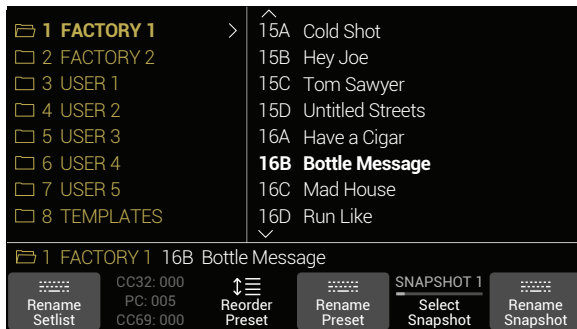 1 FACTORY 1 >
2 FACTORY 2
3 USER 1
4 USER 2
5 USER 3
6 USER 4
7 USER 5
8 TEMPLATES
15A Cold Shot
15B Hey Joe
15C Tom Sawyer
15D Untitled Streets
16A Have a Cigar
16B Bottle Message
16C Mad House
16D Run Like
1 FACTORY 1 16B Bottle Message
Rename
Setlist
CC32: 000
PC: 005
CC69: 000
Reorder
Preset
Rename
Preset
SNAPSHOT 1
Select
Snapshot
Rename
Snapshot